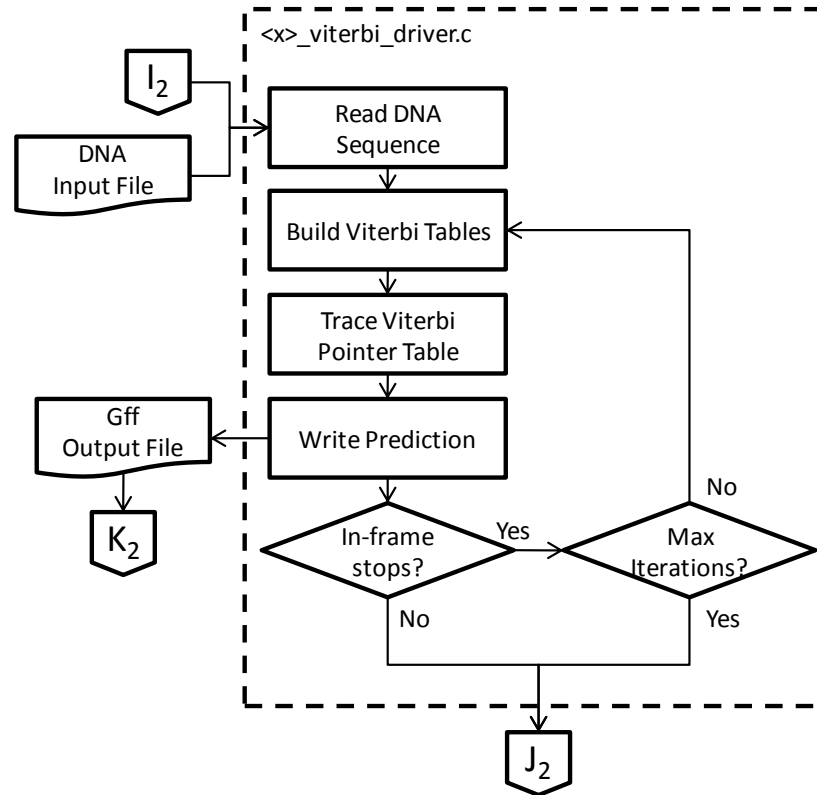 <x>_viterbi_driver.c
I2
Read DNA
Sequence
DNA
Input File
Build Viterbi Tables
Trace Viterbi
Pointer Table
Gff
Output File
Write Prediction
K2
In-frame
stops?
Yes
Max
Iterations?
No
No
Yes
J2